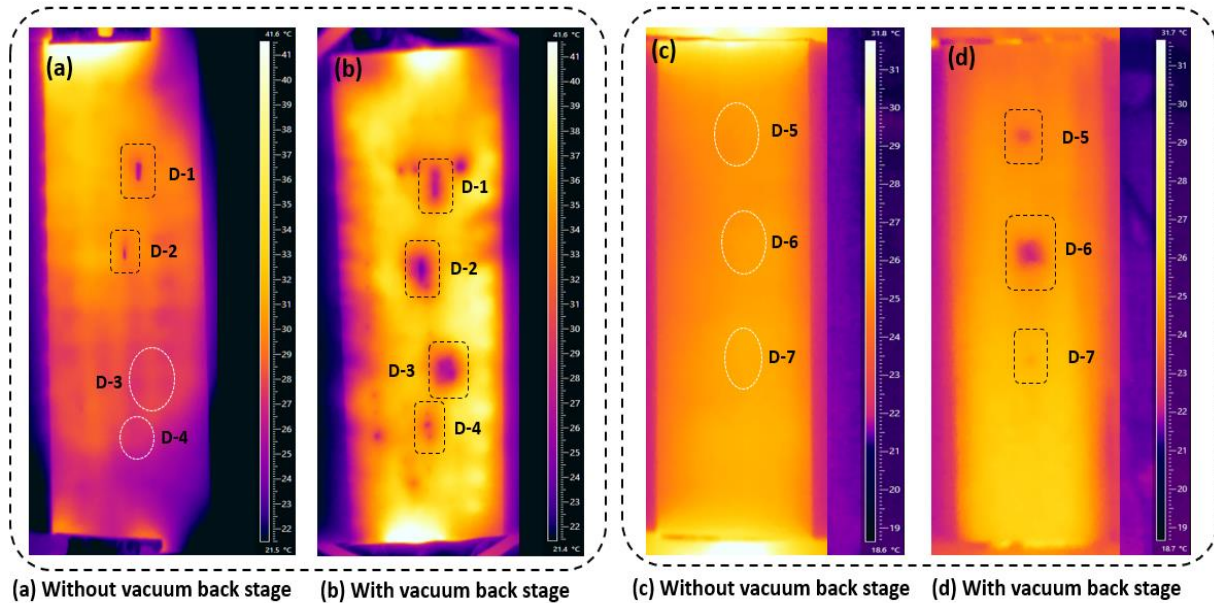 (a)
D-1
D-2
D-3
D-4
41.6 °C
41
40
39
38
37
36
35
34
33
32
31
30
29
28
27
26
25
24
23
22
21.5 °C
(b)
D-1
D-2
D-3
D-4
41.6 °C
41
40
39
38
37
36
35
34
33
32
31
30
29
28
27
26
25
24
23
22
21.4 °C
(c)
D-5
D-6
D-7
31.8 °C
31
30
29
28
27
26
25
24
23
22
21
20
19
18.6 °C
(d)
D-5
D-6
D-7
31.7 °C
31
30
29
28
27
26
25
24
23
22
21
20
19
18.7 °C
(a) Without vacuum back stage
(b) With vacuum back stage
(c) Without vacuum back stage
(d) With vacuum back stage